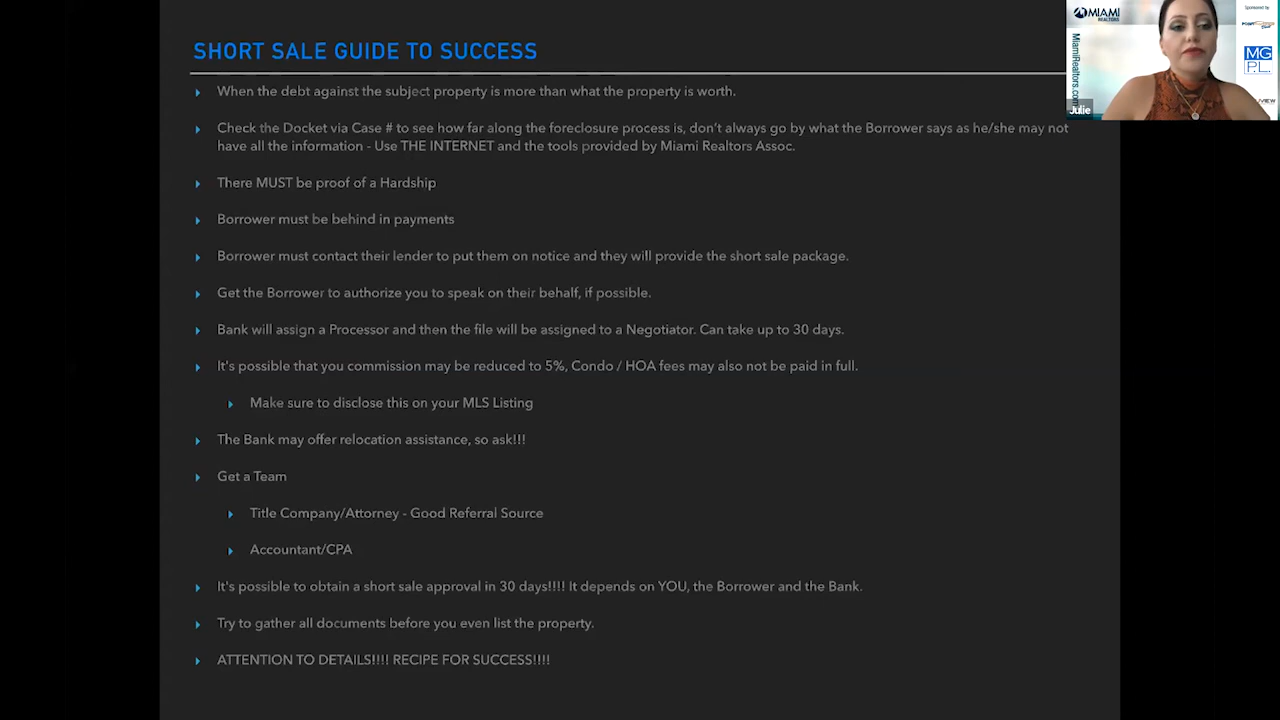 SHORT SALE GUIDE TO SUCCESS
When the debt against the subject property is more than what the property is worth.
Check the Docket via Case # to see how far along the foreclosure process is, don't always go by what the Borrower says as he/she may not
have all the information - Use THE INTERNET and the tools provided by Miami Realtors Assoc.
There MUST be proof of a Hardship
Borrower must be behind in payments
Borrower must contact their lender to put them on notice and they will provide the short sale package.
Get the Borrower to authorize you to speak on their behalf, if possible.
Bank will assign a Processor and then the file will be assigned to a Negotiator. Can take up to 30 days.
It's possible that you commission may be reduced to 5%, Condo / HOA fees may also not be paid in full.
Make sure to disclose this on your MLS Listing
The Bank may offer relocation assistance, so ask!!!
Get a Team
Title Company/Attorney - Good Referral Source
Accountant/CPA
It's possible to obtain a short sale approval in 30 days!!!! It depends on YOU, the Borrower and the Bank.
Try to gather all documents before you even list the property.
ATTENTION TO DETAILS!!!! RECIPE FOR SUCCESS!!!!
MIAMI
REALTORS
MiamiRealtors.com
Julie
Sponsored by
MG
P.L.